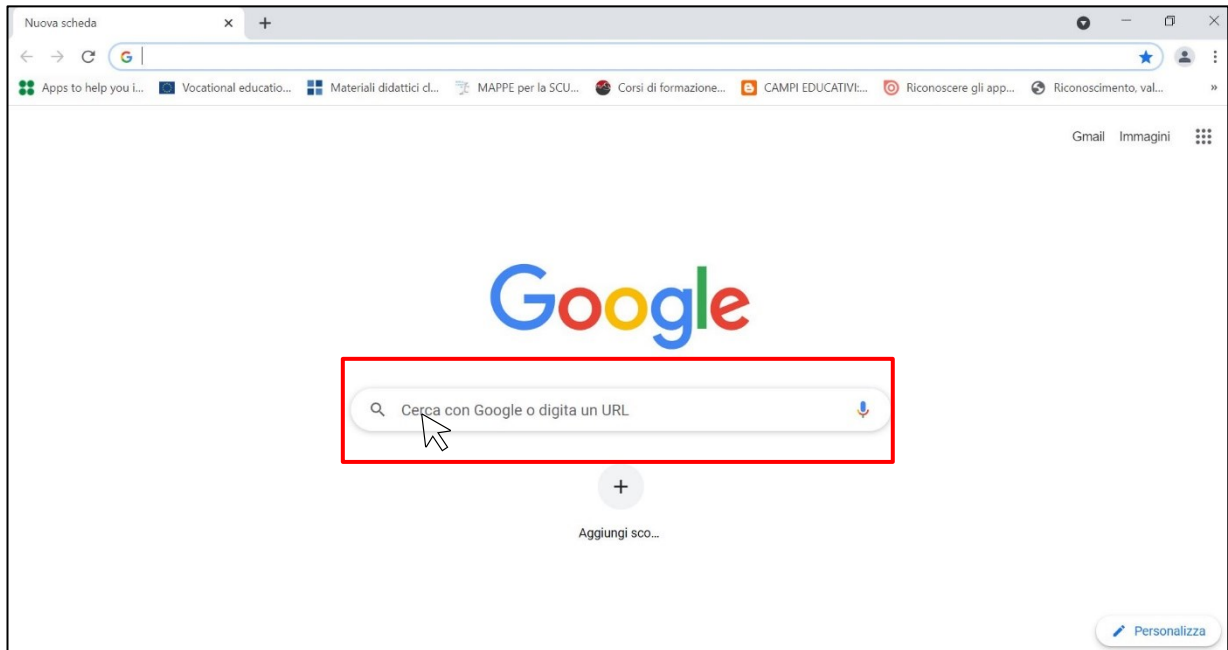 Nuova scheda
Apps to help you i... Vocational educatio... Materiali didattici cl... MAPPE per la SCU... Corsi di formazione... CAMPI EDUCATIVI:... Riconoscere gli app... Riconoscimento, val...
Gmail Immagini
Google
Cerca con Google o digita un URL
Aggiungi sco...
Personalizza